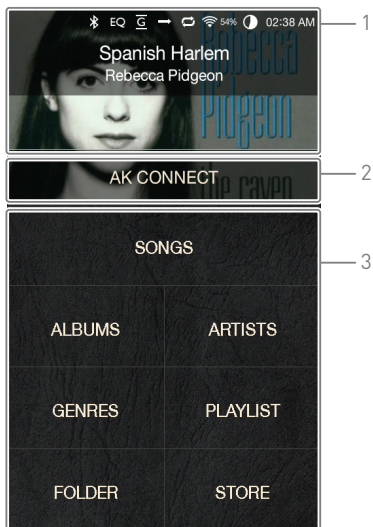 EQ G 54% 02:38 AM
1
Spanish Harlem
Rebecca Pidgeon
Rebecca
Pidgeon
AK CONNECT
the raven
2
SONGS
3
ALBUMS ARTISTS
GENRES PLAYLIST
FOLDER STORE